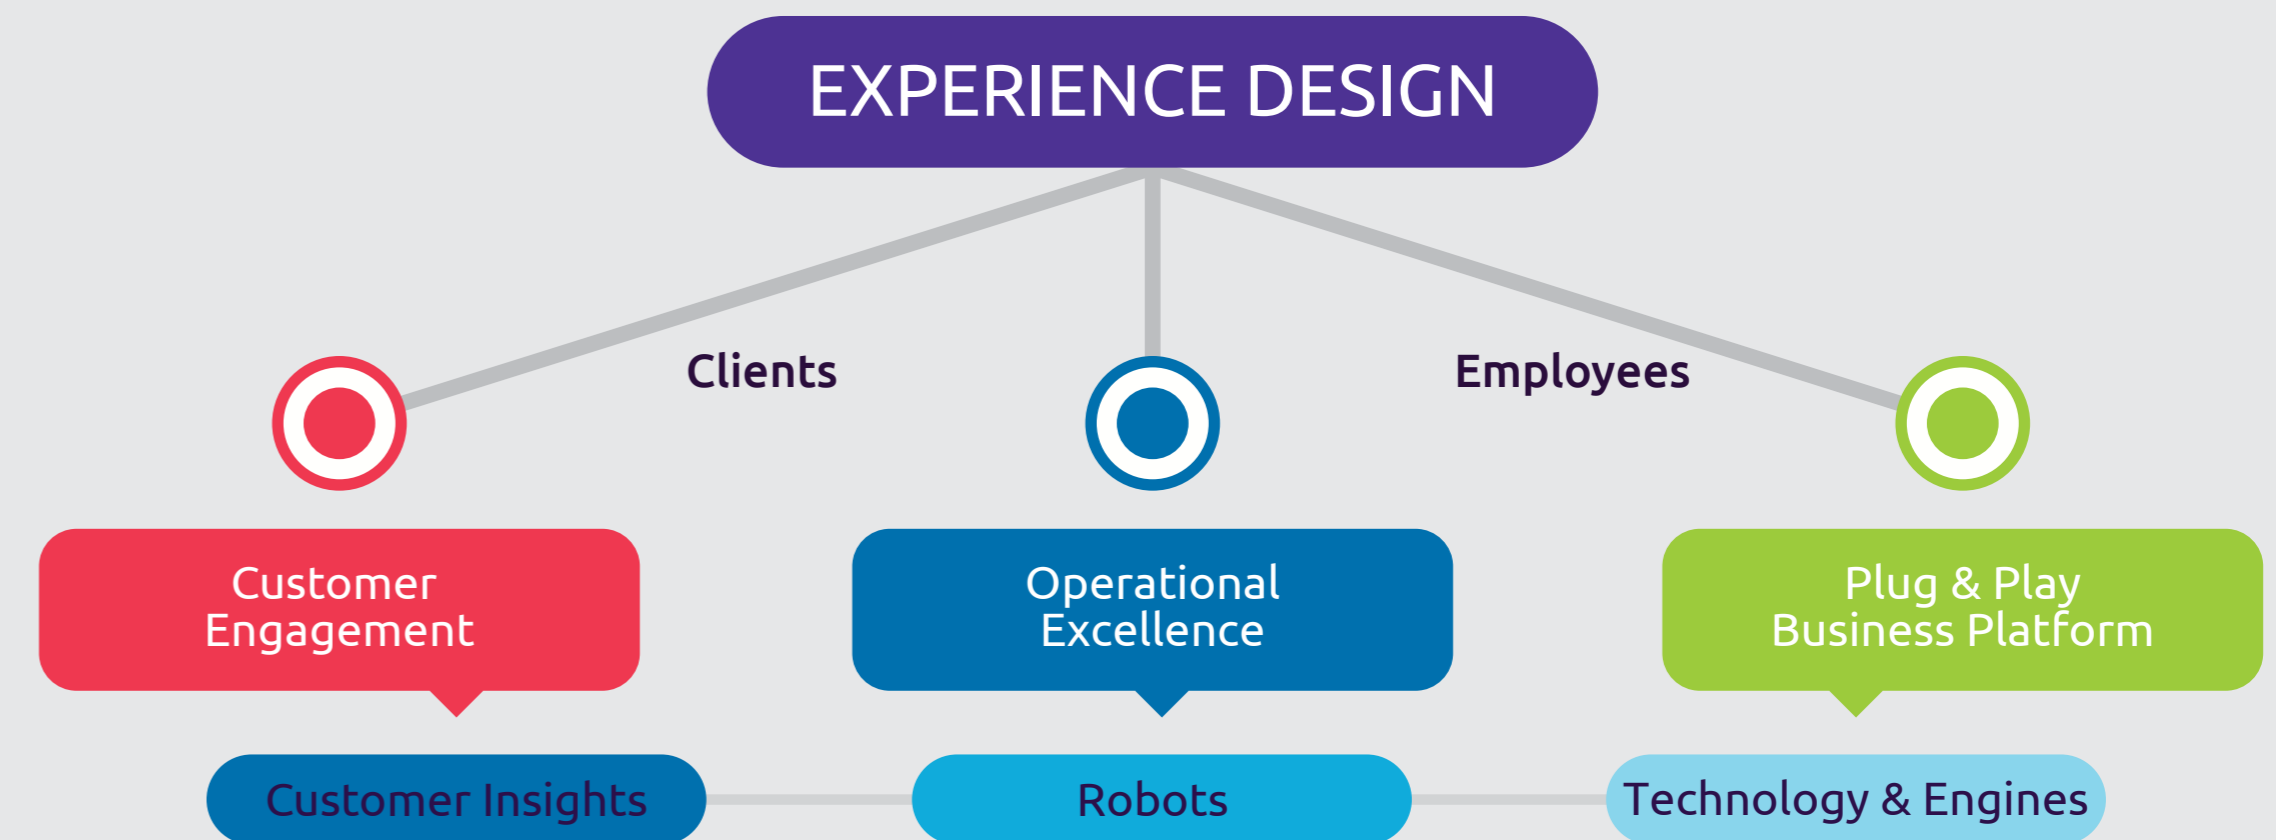 EXPERIENCE DESIGN
Clients
Employees
Customer
Engagement
Operational
Excellence
Plug & Play
Business Platform
Customer Insights
Robots
Technology & Engines